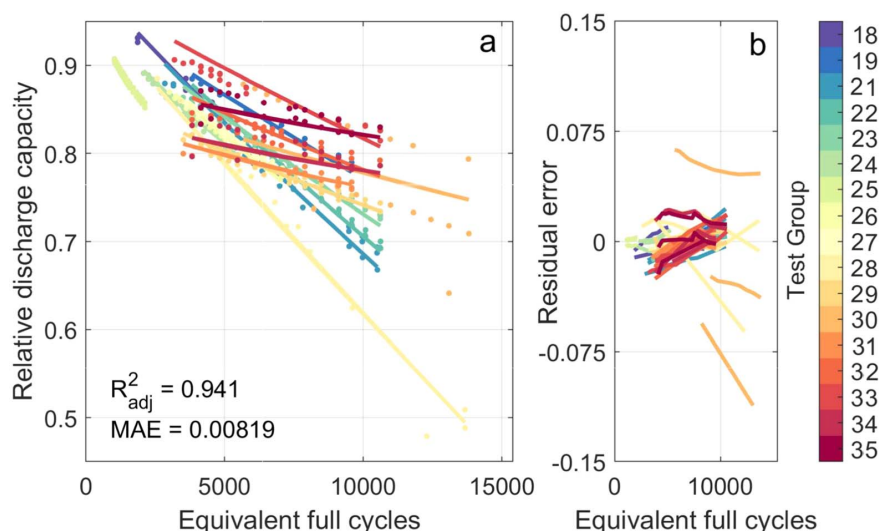 a
Relative discharge capacity
0.9
0.8
0.7
0.6
0.5
R²adj = 0.941
MAE = 0.00819
0 5000 10000 15000
Equivalent full cycles
b
Residual error
0.15
0.075
0
-0.075
-0.15
0 10000
Equivalent full cycles
Test Group
18
19
21
22
23
24
25
26
27
28
29
30
31
32
33
34
35